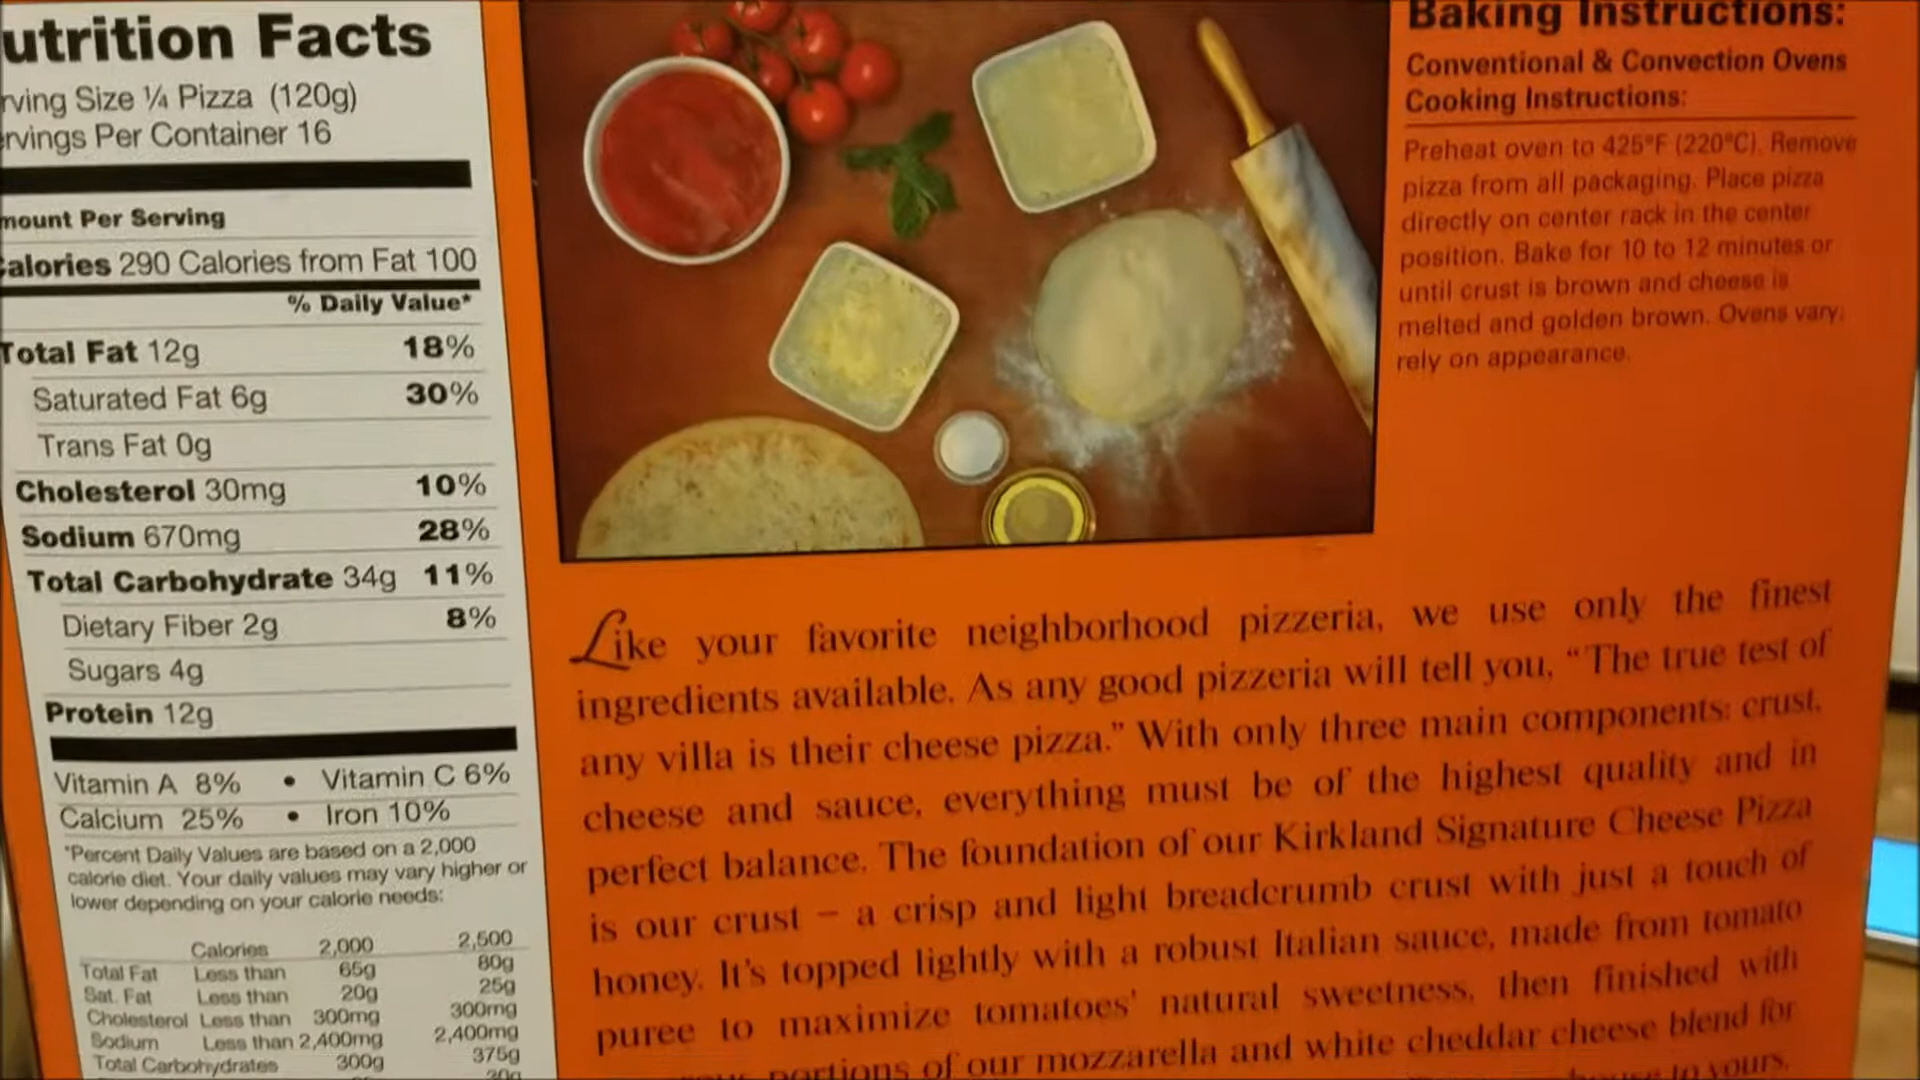 utrition Facts
rving Size ¼ Pizza (120g)
ervings Per Container 16
mount Per Serving
Calories 290 Calories from Fat 100
% Daily Value*
Total Fat 12g 18%
Saturated Fat 6g 30%
Trans Fat 0g
Cholesterol 30mg 10%
Sodium 670mg 28%
Total Carbohydrate 34g 11%
Dietary Fiber 2g 8%
Sugars 4g
Protein 12g
Vitamin A 8% • Vitamin C 6%
Calcium 25% • Iron 10%
*Percent Daily Values are based on a 2,000
calorie diet. Your daily values may vary higher or
lower depending on your calorie needs:
Calories 2,000 2,500
Total Fat Less than 65g 80g
Sat. Fat Less than 20g 25g
Cholesterol Less than 300mg 300mg
Sodium Less than 2,400mg 2,400mg
Total Carbohydrates 300g 375g
Baking Instructions:
Conventional & Convection Ovens
Cooking Instructions:
Preheat oven to 425°F (220°C). Remove
pizza from all packaging. Place pizza
directly on center rack in the center
position. Bake for 10 to 12 minutes or
until crust is brown and cheese is
melted and golden brown. Ovens vary;
rely on appearance.
Like your favorite neighborhood pizzeria, we use only the finest
ingredients available. As any good pizzeria will tell you, “The true test of
any villa is their cheese pizza.” With only three main components: crust,
cheese and sauce, everything must be of the highest quality and in
perfect balance. The foundation of our Kirkland Signature Cheese Pizza
is our crust – a crisp and light breadcrumb crust with just a touch of
honey. It’s topped lightly with a robust Italian sauce, made from tomato
puree to maximize tomatoes’ natural sweetness, then finished with
portions of our mozzarella and white cheddar cheese blend for
to yours.